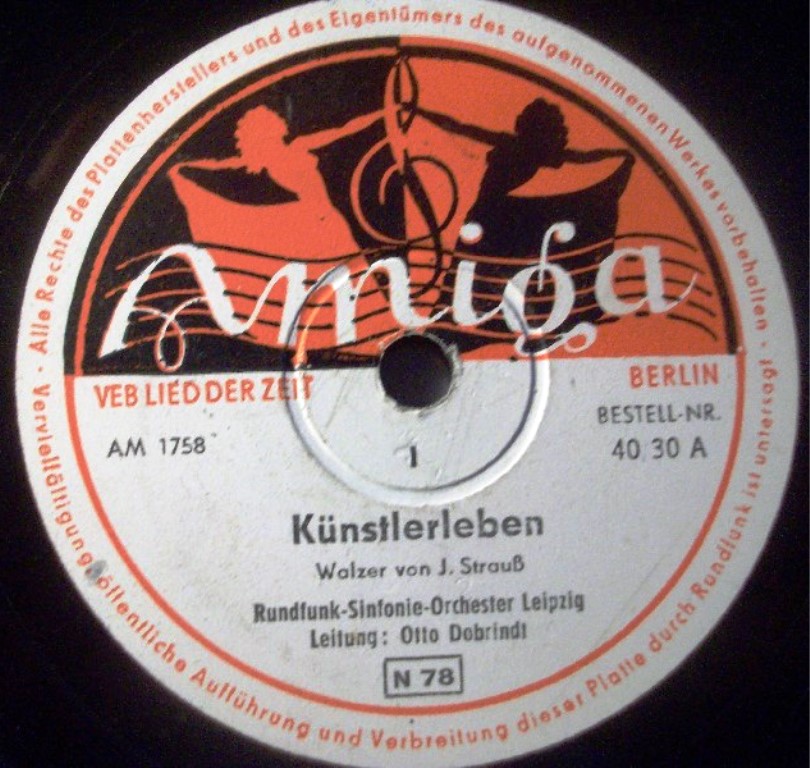 Alle Rechte des Plattenherstellers und des Eigentümers des aufgenommenen Werkes vorbehalten · Vervielfältigung, öffentliche Aufführung und Verbreitung dieser Platte durch Rundfunk ist untersagt ·
Amiga
VEB LIED DER ZEIT BERLIN
BESTELL-NR.
AM 1758 40 30 A
I
Künstlerleben
Walzer von J. Strauß
Rundfunk-Sinfonie-Orchester Leipzig
Leitung: Otto Dobrindt
N 78